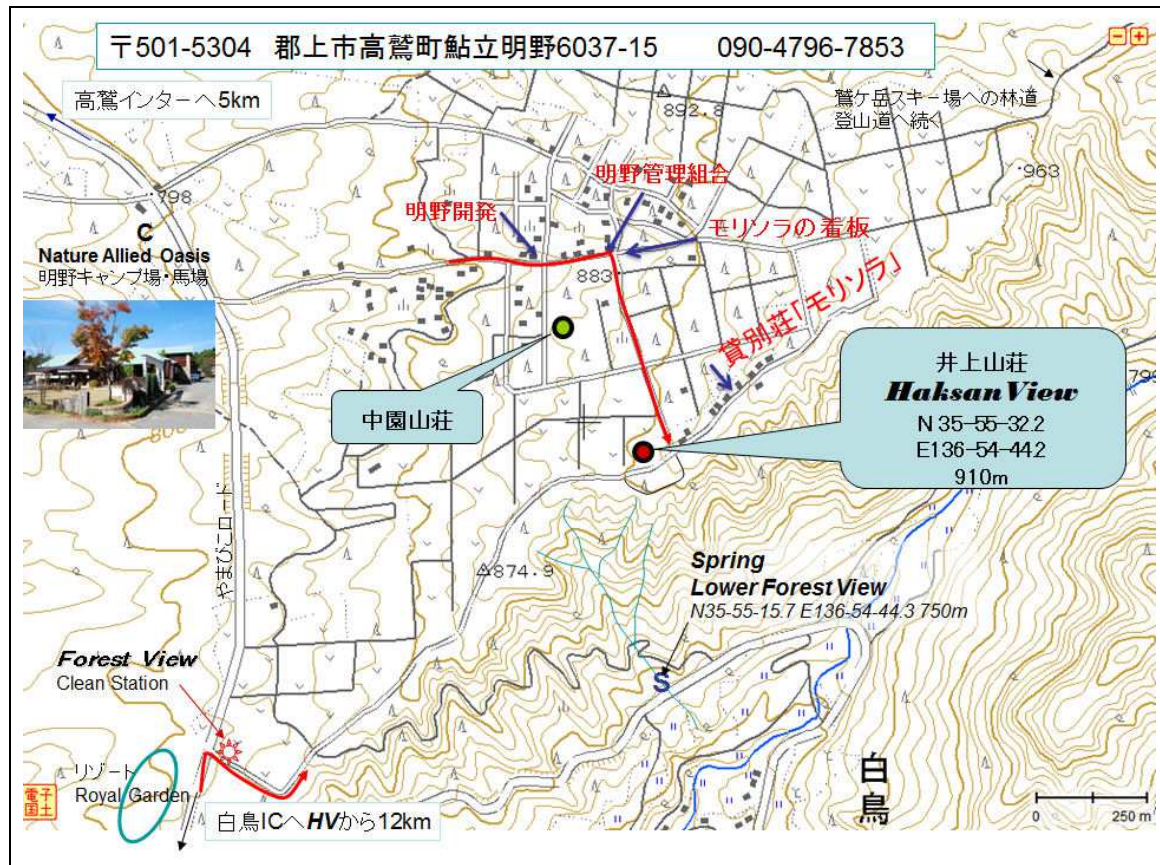 〒501-5304 郡上市高鷲町鮎立明野6037-15 090-4796-7853
高鷲インターへ5km
鷲ケ岳スキー場への林道
登山道へ続く
892.8
963
798
明野管理組合
明野開発
モリソラの看板
C
Nature Allied Oasis
明野キャンプ場・馬場
883
貸別荘「モリソラ」
中園山荘
井上山荘
Haksan View
N 35-55-32.2
E136-54-44.2
910m
799
800
やまびこロード
874.9
Spring
Lower Forest View
N35-55-15.7 E136-54-44.3 750m
S
Forest View
Clean Station
リゾート
Royal Garden
白鳥ICへHVから12km
白鳥
電子
国土
0 250 m